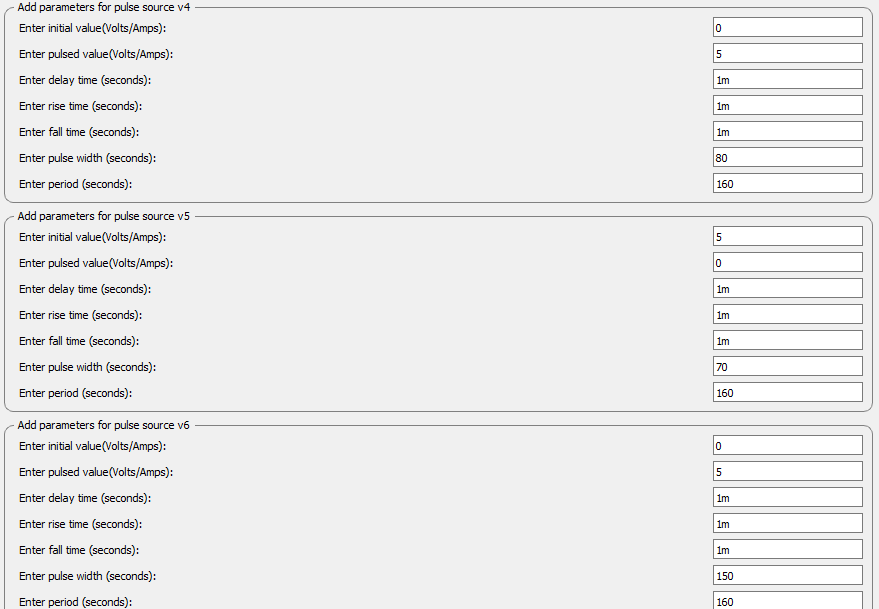 Add parameters for pulse source v4
Enter initial value(Volts/Amps): 0
Enter pulsed value(Volts/Amps): 5
Enter delay time (seconds): 1m
Enter rise time (seconds): 1m
Enter fall time (seconds): 1m
Enter pulse width (seconds): 80
Enter period (seconds): 160
Add parameters for pulse source v5
Enter initial value(Volts/Amps): 5
Enter pulsed value(Volts/Amps): 0
Enter delay time (seconds): 1m
Enter rise time (seconds): 1m
Enter fall time (seconds): 1m
Enter pulse width (seconds): 70
Enter period (seconds): 160
Add parameters for pulse source v6
Enter initial value(Volts/Amps): 0
Enter pulsed value(Volts/Amps): 5
Enter delay time (seconds): 1m
Enter rise time (seconds): 1m
Enter fall time (seconds): 1m
Enter pulse width (seconds): 150
Enter period (seconds): 160